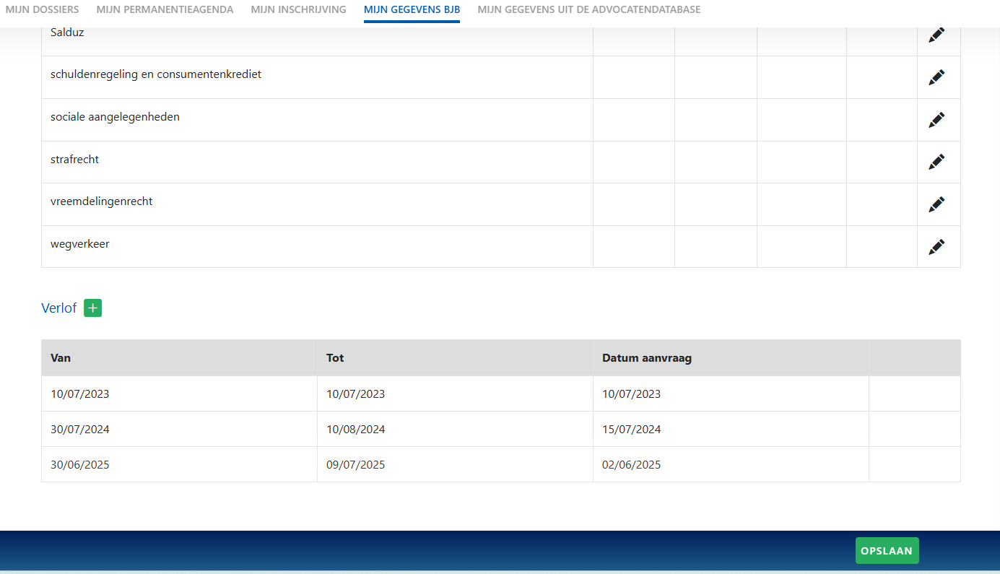 MIJN DOSSIERS MIJN PERMANENTIEAGENDA MIJN INSCHRIJVING MIJN GEGEVENS BJB MIJN GEGEVENS UIT DE ADVOCATENDATABASE
Salduz
schuldenregeling en consumentenkrediet
sociale aangelegenheden
strafrecht
vreemdelingenrecht
wegverkeer
Verlof +
Van Tot Datum aanvraag
10/07/2023 10/07/2023 10/07/2023
30/07/2024 10/08/2024 15/07/2024
30/06/2025 09/07/2025 02/06/2025
OPSLAAN